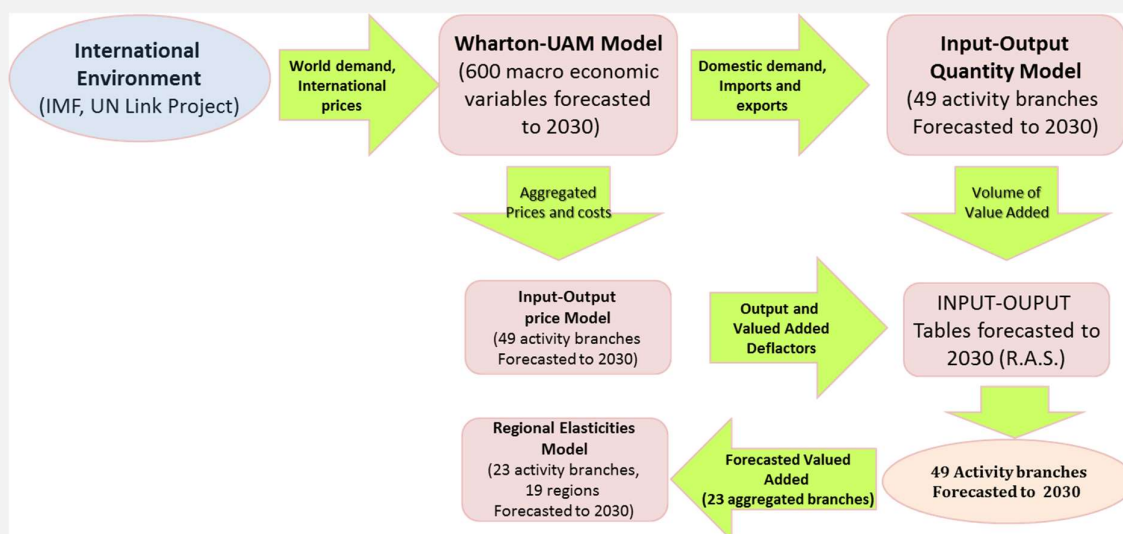 International
Environment
(IMF, UN Link Project)
World demand,
International
prices
Wharton-UAM Model
(600 macro economic
variables forecasted
to 2030)
Domestic demand,
Imports and
exports
Input-Output
Quantity Model
(49 activity branches
Forecasted to 2030)
Aggregated
Prices and costs
Volume of
Value Added
Input-Output
price Model
(49 activity branches
Forecasted to 2030)
Output and
Valued Added
Deflactors
INPUT-OUPUT
Tables forecasted to
2030 (R.A.S.)
Regional Elasticities
Model
(23 activity branches,
19 regions
Forecasted to 2030)
Forecasted Valued
Added
(23 aggregated branches)
49 Activity branches
Forecasted to 2030